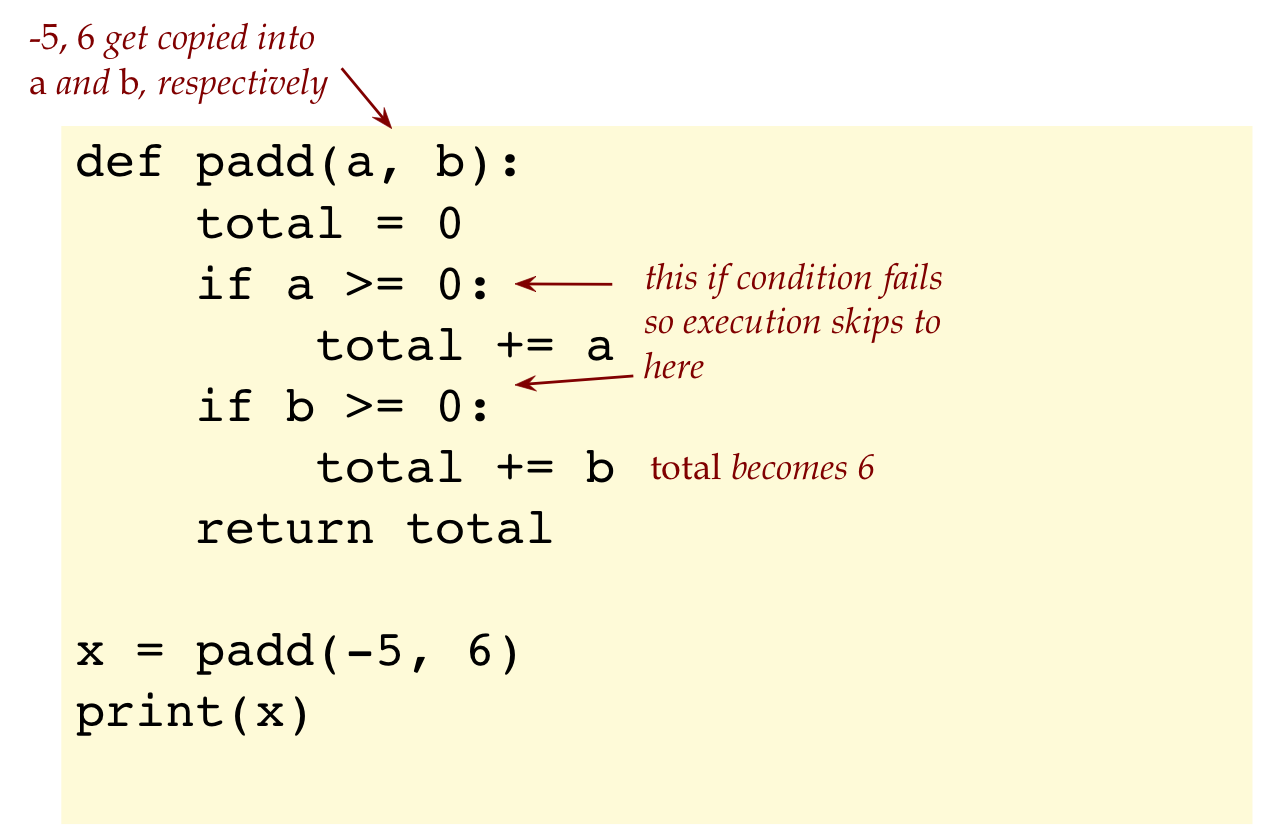 -5, 6 get copied into
a and b, respectively
def padd(a, b):
    total = 0
    if a >= 0:
        total += a
this if condition fails
so execution skips to
here
    if b >= 0:
        total += b
total becomes 6
    return total
x = padd(-5, 6)
print(x)